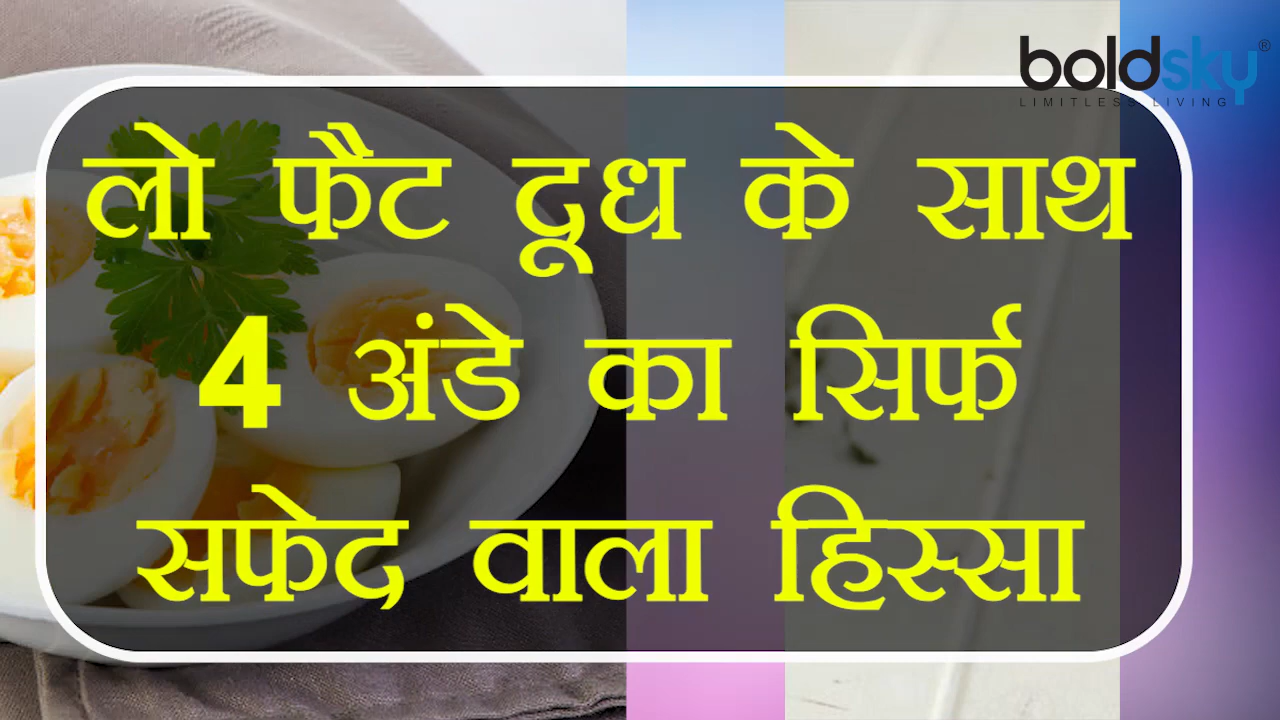 boldsky®
LIMITLESS LIVING
लो फैट दूध के साथ
4 अंडे का सिर्फ
सफेद वाला हिस्सा